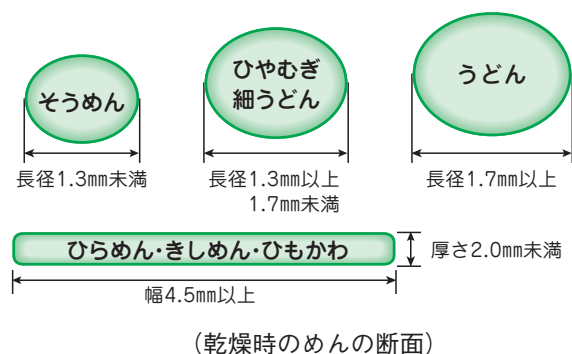 そうめん
長径1.3㎜未満
ひやむぎ
細うどん
長径1.3㎜以上
1.7㎜未満
うどん
長径1.7㎜以上
ひらめん・きしめん・ひもかわ
厚さ2.0㎜未満
幅4.5㎜以上
(乾燥時のめんの断面)